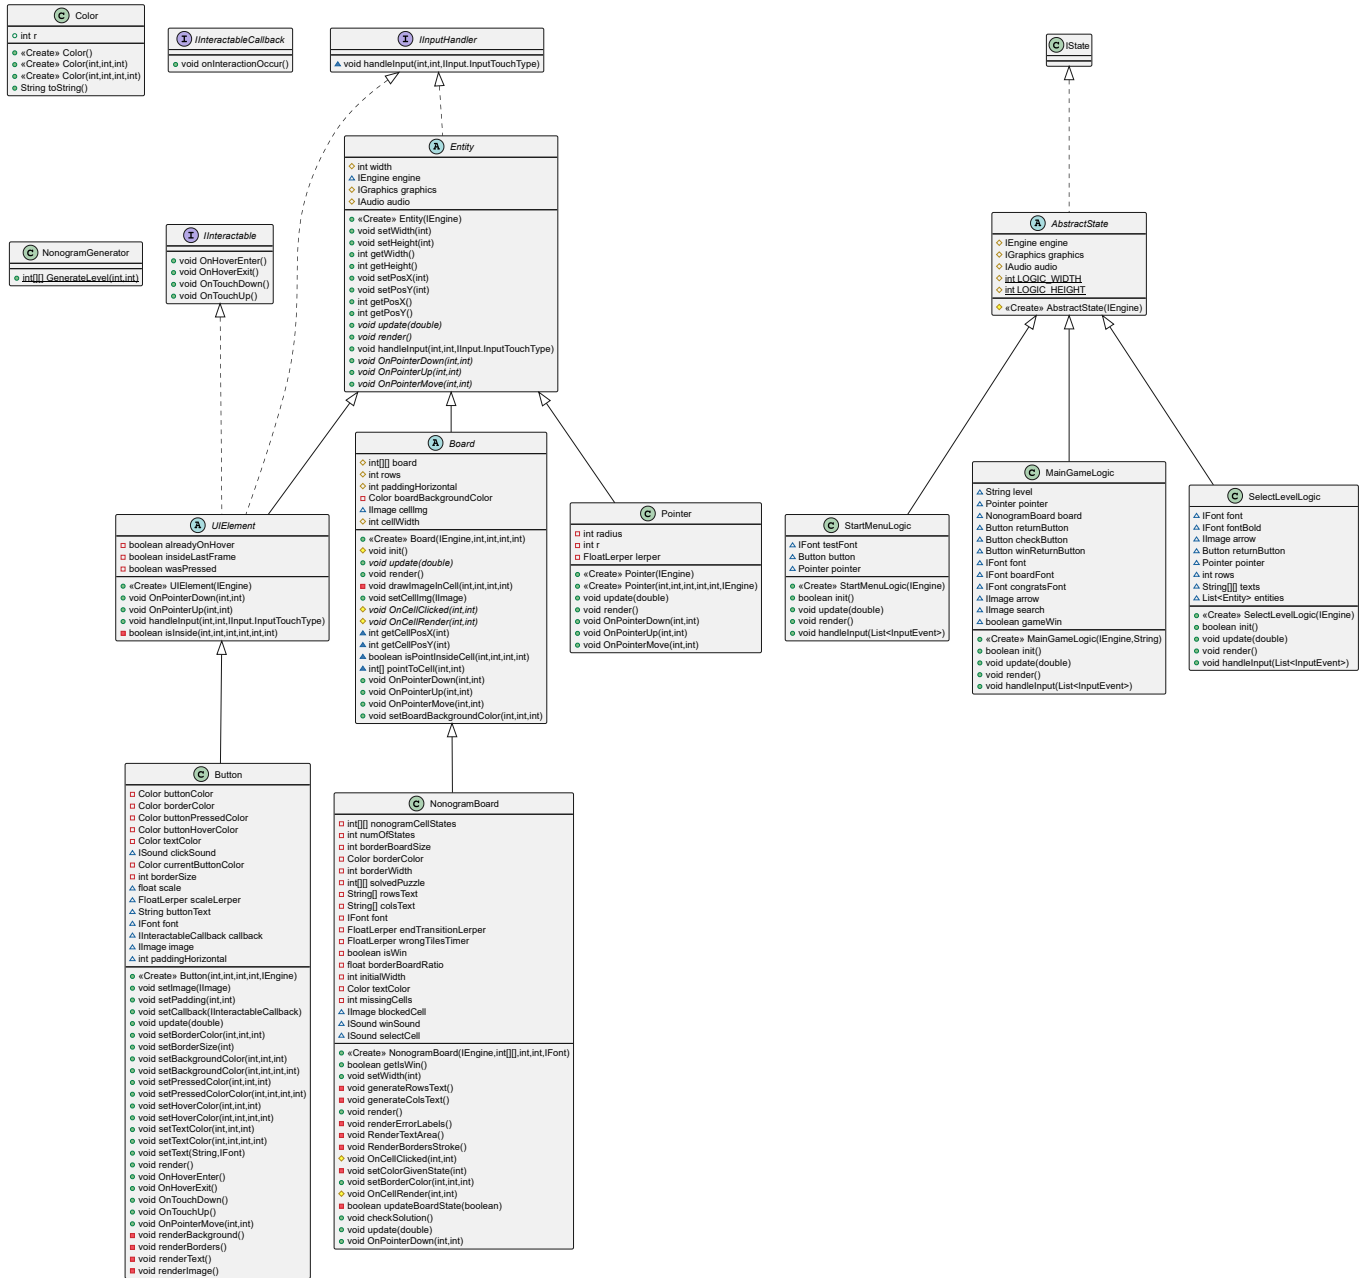 C Color
int r
«Create» Color()
«Create» Color(int,int,int)
«Create» Color(int,int,int,int)
String toString()
I IInteractableCallback
void onInteractionOccur()
I IInputHandler
void handleInput(int,int,IInput.InputTouchType)
C IState
A Entity
int width
IEngine engine
IGraphics graphics
IAudio audio
«Create» Entity(IEngine)
void setWidth(int)
void setHeight(int)
int getWidth()
int getHeight()
void setPosX(int)
void setPosY(int)
int getPosX()
int getPosY()
void update(double)
void render()
void handleInput(int,int,IInput.InputTouchType)
void OnPointerDown(int,int)
void OnPointerUp(int,int)
void OnPointerMove(int,int)
C NonogramGenerator
int[][] GenerateLevel(int,int)
I IInteractable
void OnHoverEnter()
void OnHoverExit()
void OnTouchDown()
void OnTouchUp()
A AbstractState
IEngine engine
IGraphics graphics
IAudio audio
int LOGIC_WIDTH
int LOGIC_HEIGHT
«Create» AbstractState(IEngine)
A UIElement
boolean alreadyOnHover
boolean insideLastFrame
boolean wasPressed
«Create» UIElement(IEngine)
void OnPointerDown(int,int)
void OnPointerUp(int,int)
void handleInput(int,int,IInput.InputTouchType)
boolean isInside(int,int,int,int,int,int)
A Board
int[][] board
int rows
int paddingHorizontal
Color boardBackgroundColor
IImage cellImg
int cellWidth
«Create» Board(IEngine,int,int,int,int)
void init()
void update(double)
void render()
void drawImageInCell(int,int,int,int)
void setCellImg(IImage)
void OnCellClicked(int,int)
void OnCellRender(int,int)
int getCellPosX(int)
int getCellPosY(int)
boolean isPointInsideCell(int,int,int,int)
int[] pointToCell(int,int)
void OnPointerDown(int,int)
void OnPointerUp(int,int)
void OnPointerMove(int,int)
void setBoardBackgroundColor(int,int,int)
C Pointer
int radius
int r
FloatLerper lerper
«Create» Pointer(IEngine)
«Create» Pointer(int,int,int,int,IEngine)
void update(double)
void render()
void OnPointerDown(int,int)
void OnPointerUp(int,int)
void OnPointerMove(int,int)
C StartMenuLogic
IFont testFont
Button button
Pointer pointer
«Create» StartMenuLogic(IEngine)
boolean init()
void update(double)
void render()
void handleInput(List<InputEvent>)
C MainGameLogic
String level
Pointer pointer
NonogramBoard board
Button returnButton
Button checkButton
Button winReturnButton
IFont font
IFont boardFont
IFont congratsFont
IImage arrow
IImage search
boolean gameWin
«Create» MainGameLogic(IEngine,String)
boolean init()
void update(double)
void render()
void handleInput(List<InputEvent>)
C SelectLevelLogic
IFont font
IFont fontBold
IImage arrow
Button returnButton
Pointer pointer
int rows
String[][] texts
List<Entity> entities
«Create» SelectLevelLogic(IEngine)
boolean init()
void update(double)
void render()
void handleInput(List<InputEvent>)
C Button
Color buttonColor
Color borderColor
Color buttonPressedColor
Color buttonHoverColor
Color textColor
ISound clickSound
Color currentButtonColor
int borderSize
float scale
FloatLerper scaleLerper
String buttonText
IFont font
IInteractableCallback callback
IImage image
int paddingHorizontal
«Create» Button(int,int,int,int,IEngine)
void setImage(IImage)
void setPadding(int,int)
void setCallback(IInteractableCallback)
void update(double)
void setBorderColor(int,int,int)
void setBorderSize(int)
void setBackgroundColor(int,int,int)
void setBackgroundColor(int,int,int,int)
void setPressedColor(int,int,int)
void setPressedColorColor(int,int,int,int)
void setHoverColor(int,int,int)
void setHoverColor(int,int,int,int)
void setTextColor(int,int,int)
void setTextColor(int,int,int,int)
void setText(String,IFont)
void render()
void OnHoverEnter()
void OnHoverExit()
void OnTouchDown()
void OnTouchUp()
void OnPointerMove(int,int)
void renderBackground()
void renderBorders()
void renderText()
void renderImage()
C NonogramBoard
int[][] nonogramCellStates
int numOfStates
int borderBoardSize
Color borderColor
int borderWidth
int[][] solvedPuzzle
String[] rowsText
String[] colsText
IFont font
FloatLerper endTransitionLerper
FloatLerper wrongTilesTimer
boolean isWin
float borderBoardRatio
int initialWidth
Color textColor
int missingCells
IImage blockedCell
ISound winSound
ISound selectCell
«Create» NonogramBoard(IEngine,int[][],int,int,IFont)
boolean getIsWin()
void setWidth(int)
void generateRowsText()
void generateColsText()
void render()
void renderErrorLabels()
void RenderTextArea()
void RenderBordersStroke()
void OnCellClicked(int,int)
void setColorGivenState(int)
void setBorderColor(int,int,int)
void OnCellRender(int,int)
boolean updateBoardState(boolean)
void checkSolution()
void update(double)
void OnPointerDown(int,int)